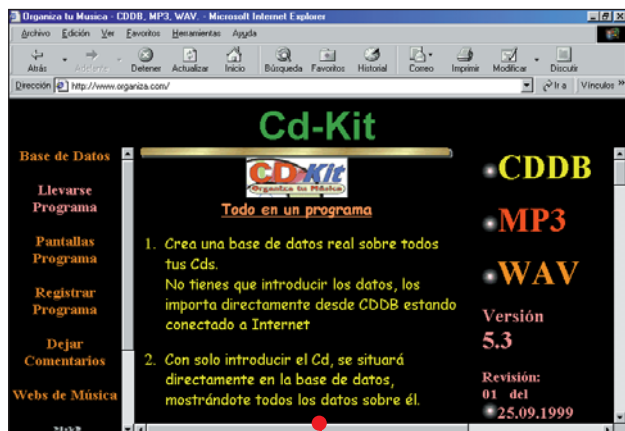 Organiza tu Musica - CDDB, MP3, WAV, - Microsoft Internet Explorer
Archivo Edición Ver Favoritos Herramientas Ayuda
Atrás Adelante Detener Actualizar Inicio Búsqueda Favoritos Historial Correo Imprimir Modificar Discutir
Dirección http://www.organiza.com/ Ir a Vínculos »
Cd-Kit
Base de Datos
Llevarse
Programa
Pantallas
Programa
Registrar
Programa
Dejar
Comentarios
Webs de Música
CD-Kit
Organiza tu Música
Todo en un programa
1. Crea una base de datos real sobre todos
tus Cds.
No tienes que introducir los datos, los
importa directamente desde CDDB estando
conectado a Internet
2. Con solo introducir el Cd, se situará
directamente en la base de datos,
mostrándote todos los datos sobre él.
CDDB
MP3
WAV
Versión
5.3
Revisión:
01 del
25.09.1999